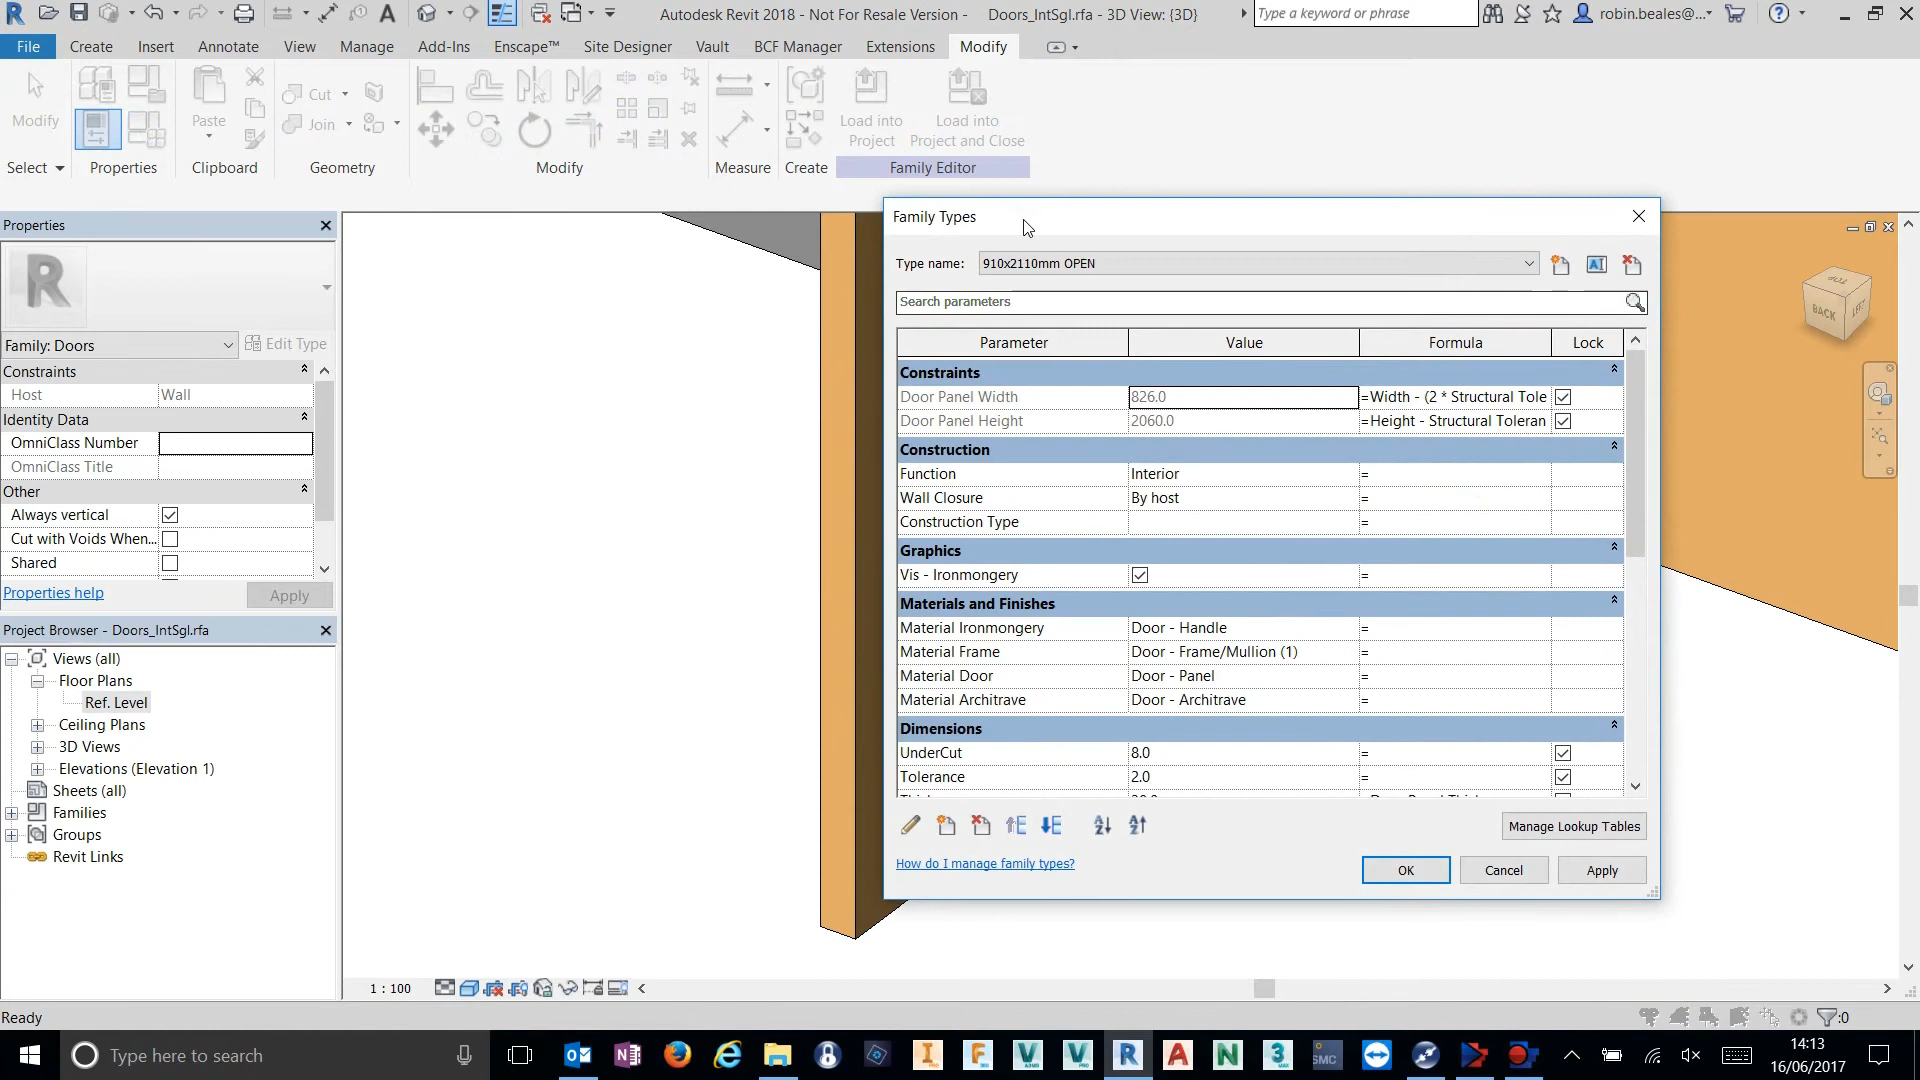 Autodesk Revit 2018 - Not For Resale Version - Doors_IntSgl.rfa - 3D View: {3D}
Type a keyword or phrase
robin.beales@...
File Create Insert Annotate View Manage Add-Ins Enscape™ Site Designer Vault BCF Manager Extensions Modify
Modify
Paste
Cut
Join
Load into Project
Load into Project and Close
Select Properties Clipboard Geometry Modify Measure Create Family Editor
Properties
R
Family: Doors
Edit Type
Constraints
Host Wall
Identity Data
OmniClass Number
OmniClass Title
Other
Always vertical
Cut with Voids When...
Shared
Properties help
Apply
Project Browser - Doors_IntSgl.rfa
Views (all)
Floor Plans
Ref. Level
Ceiling Plans
3D Views
Elevations (Elevation 1)
Sheets (all)
Families
Groups
Revit Links
Family Types
Type name: 910x2110mm OPEN
Search parameters
Parameter Value Formula Lock
Constraints
Door Panel Width 826.0 =Width - (2 * Structural Tole
Door Panel Height 2060.0 =Height - Structural Toleran
Construction
Function Interior =
Wall Closure By host =
Construction Type =
Graphics
Vis - Ironmongery =
Materials and Finishes
Material Ironmongery Door - Handle =
Material Frame Door - Frame/Mullion (1) =
Material Door Door - Panel =
Material Architrave Door - Architrave =
Dimensions
UnderCut 8.0 =
Tolerance 2.0 =
Manage Lookup Tables
How do I manage family types?
OK Cancel Apply
TOP
BACK
LEFT
1 : 100
Ready
:0
Type here to search
14:13
16/06/2017